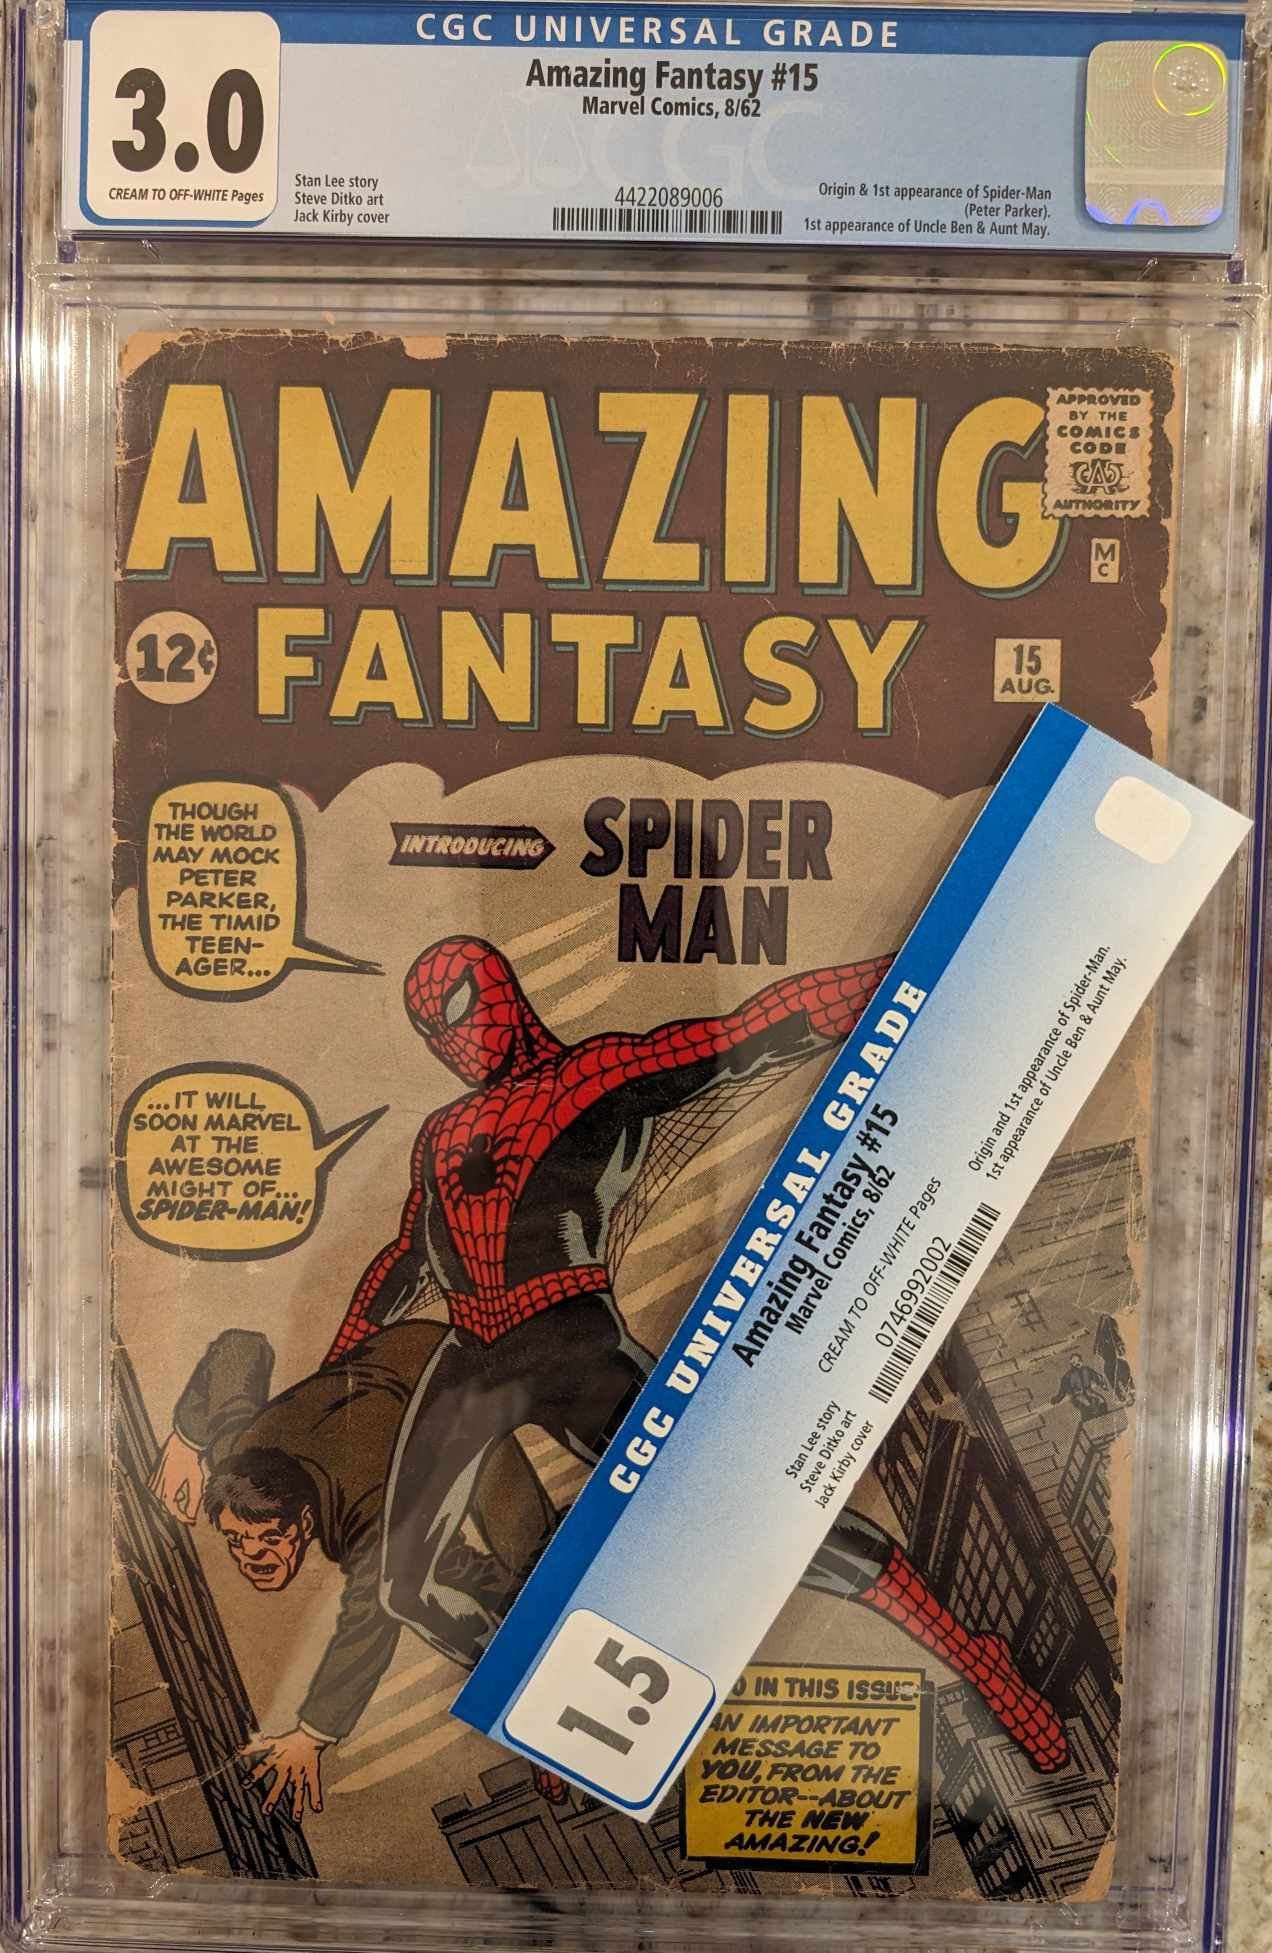 CGC UNIVERSAL GRADE
3.0
CREAM TO OFF-WHITE Pages
Amazing Fantasy #15
Marvel Comics, 8/62
CGC
Stan Lee story
Steve Ditko art
Jack Kirby cover
4422089006
Origin & 1st appearance of Spider-Man
(Peter Parker).
1st appearance of Uncle Ben & Aunt May.
AMAZING
FANTASY
APPROVED
BY THE
COMICS
CODE
CAC
AUTHORITY
M
C
12¢
15
AUG.
THOUGH
THE WORLD
MAY MOCK
PETER
PARKER,
THE TIMID
TEEN-
AGER...
INTRODUCING
SPIDER
MAN
...IT WILL
SOON MARVEL
AT THE
AWESOME
MIGHT OF...
SPIDER-MAN!
CGC UNIVERSAL GRADE
Amazing Fantasy #15
Marvel Comics, 8/62
CREAM TO OFF-WHITE Pages
Stan Lee story
Steve Ditko art
Jack Kirby cover
0746992002
Origin and 1st appearance of Spider-Man.
1st appearance of Uncle Ben & Aunt May.
1.5
IN THIS ISSUE
AN IMPORTANT
MESSAGE TO
YOU, FROM THE
EDITOR--ABOUT
THE NEW
AMAZING!